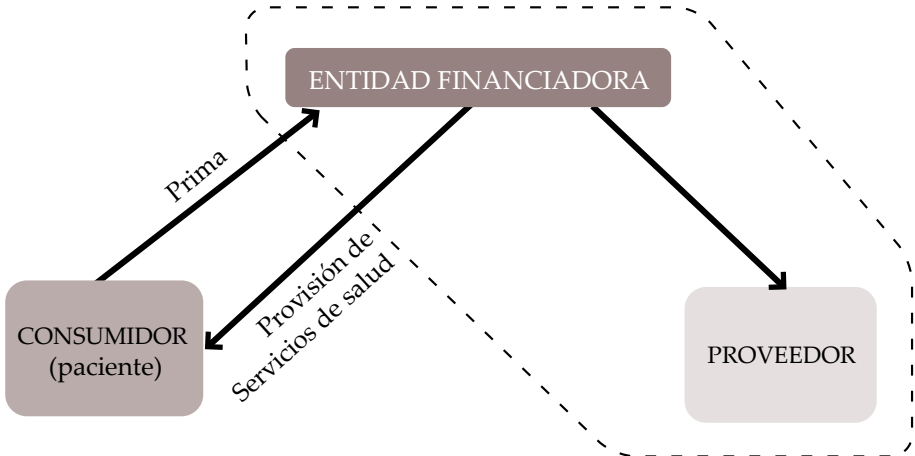 ENTIDAD FINANCIADORA
Prima
Provisión de
Servicios de salud
CONSUMIDOR
(paciente)
PROVEEDOR